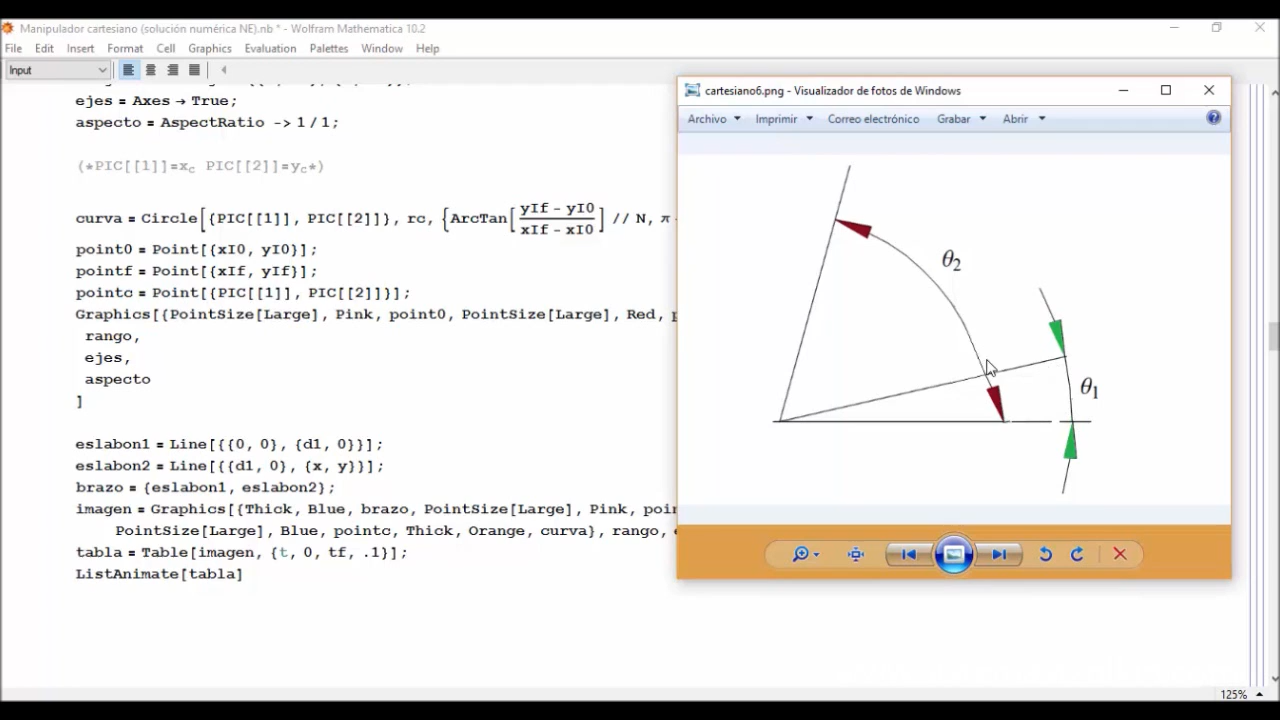 Manipulador cartesiano (solución numérica NE).nb * - Wolfram Mathematica 10.2
File Edit Insert Format Cell Graphics Evaluation Palettes Window Help
Input
ejes = Axes → True;
aspecto = AspectRatio -> 1 / 1;
(*PIC[[1]]=xc PIC[[2]]=yc*)
curva = Circle[{PIC[[1]], PIC[[2]]}, rc, {ArcTan[(yIf - yI0)/(xIf - xI0)] // N, π
point0 = Point[{xI0, yI0}];
pointf = Point[{xIf, yIf}];
pointc = Point[{PIC[[1]], PIC[[2]]}];
Graphics[{PointSize[Large], Pink, point0, PointSize[Large], Red, p
rango,
ejes,
aspecto
]
eslabon1 = Line[{{0, 0}, {d1, 0}}];
eslabon2 = Line[{{d1, 0}, {x, y}}];
brazo = {eslabon1, eslabon2};
imagen = Graphics[{Thick, Blue, brazo, PointSize[Large], Pink, poin
PointSize[Large], Blue, pointc, Thick, Orange, curva}, rango, e
tabla = Table[imagen, {t, 0, tf, .1}];
ListAnimate[tabla]
cartesiano6.png - Visualizador de fotos de Windows
Archivo Imprimir Correo electrónico Grabar Abrir
θ2
θ1
125%